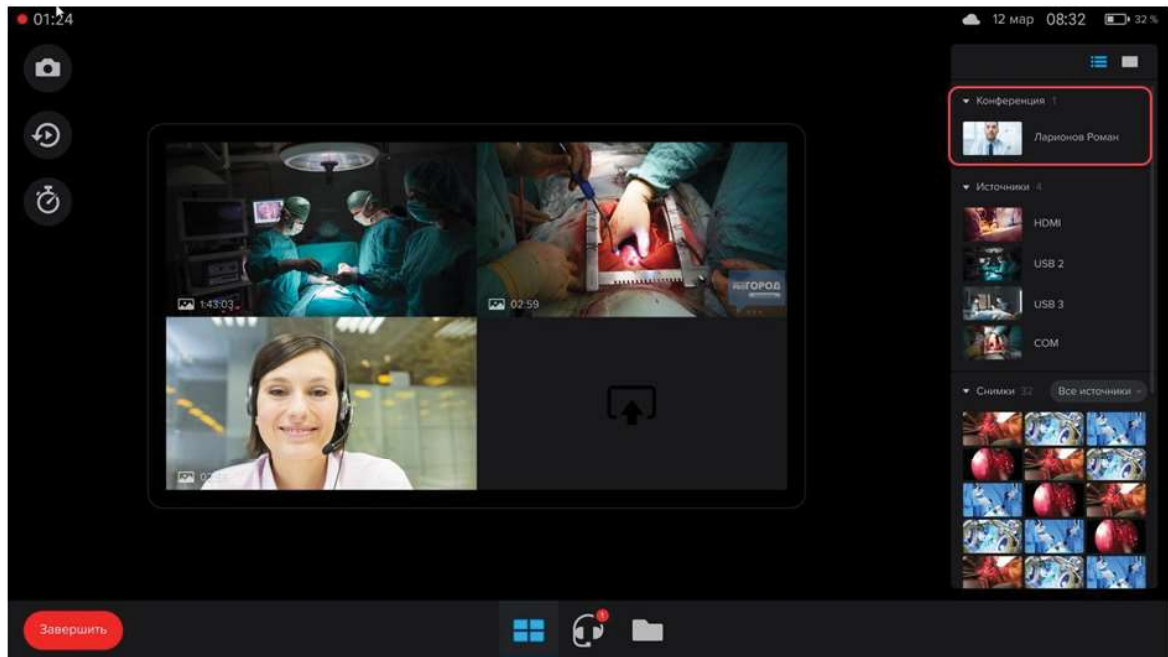 01:24
12 мар 08:32 32 %
Конференция 1
Ларионов Роман
Источники 4
HDMI
USB 2
USB 3
COM
Снимки 32 Все источники
1:43:03
02:59
ГОРОД
Завершить
1